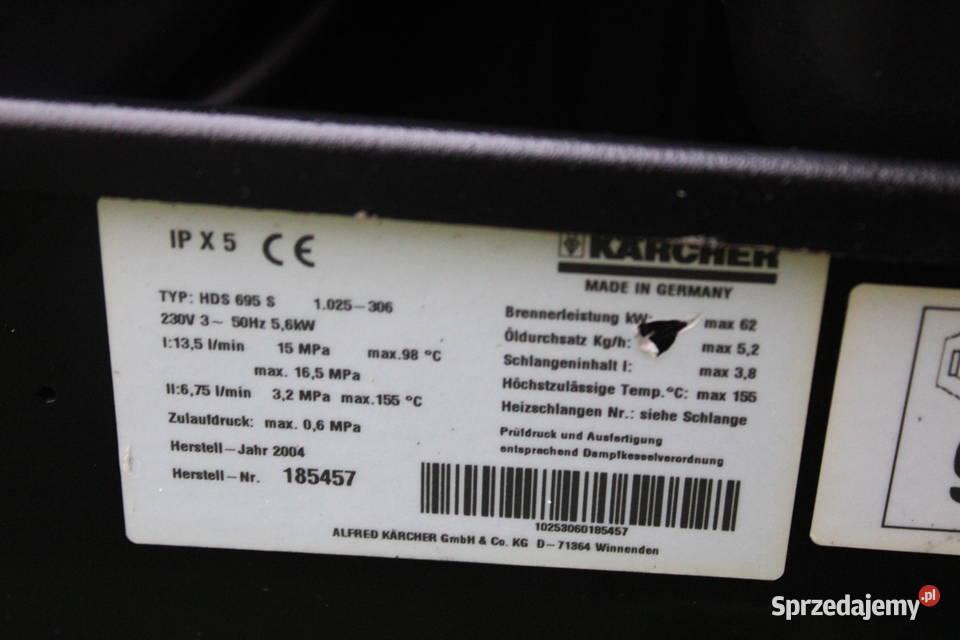 IP X 5 CE
KÄRCHER
MADE IN GERMANY
TYP: HDS 695 S 1.025-306
230V 3~ 50Hz 5,6kW
I:13,5 l/min 15 MPa max.98 °C
max. 16,5 MPa
II:6,75 l/min 3,2 MPa max.155 °C
Zulaufdruck: max. 0,6 MPa
Herstell-Jahr 2004
Herstell-Nr. 185457
Brennerleistung kW: max 62
Öldurchsatz Kg/h: max 5,2
Schlangeninhalt l: max 3,8
Höchstzulässige Temp.°C: max 155
Heizschlangen Nr.: siehe Schlange
Prüfdruck und Ausfertigung
entsprechend Dampfkesselverordnung
10253060185457
ALFRED KÄRCHER GmbH & Co. KG D-71364 Winnenden
Sprzedajemy.pl